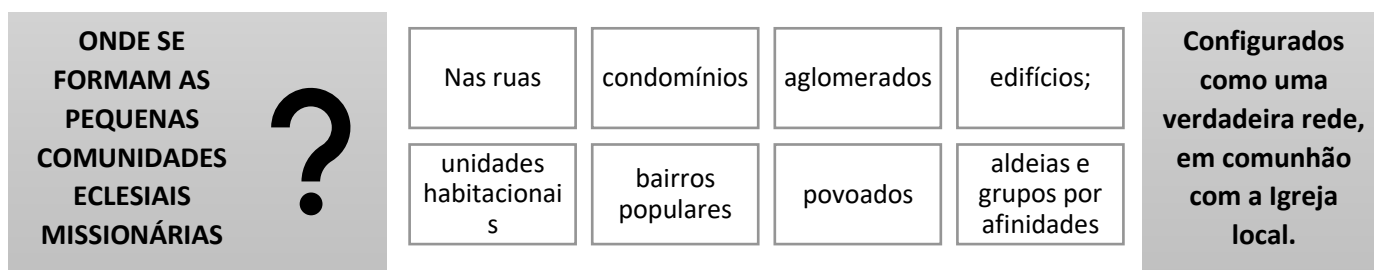 ONDE SE
FORMAM AS
PEQUENAS
COMUNIDADES
ECLESIAIS
MISSIONÁRIAS
?
Nas ruas
condomínios
aglomerados
edifícios;
unidades
habitacionai
s
bairros
populares
povoados
aldeias e
grupos por
afinidades
Configurados
como uma
verdadeira rede,
em comunhão
com a Igreja
local.